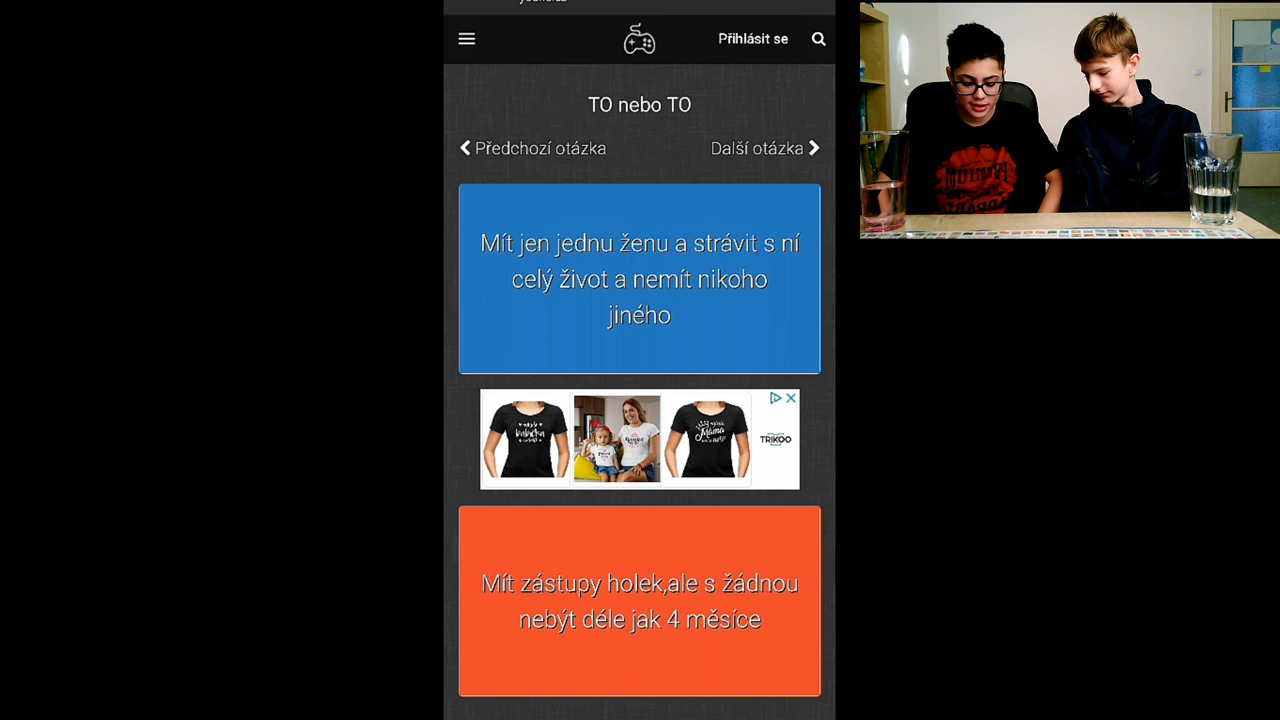 Přihlásit se
TO nebo TO
Předchozí otázka
Další otázka
Mít jen jednu ženu a strávit s ní
celý život a nemít nikoho
jiného
TRIKOO
Mít zástupy holek,ale s žádnou
nebýt déle jak 4 měsíce